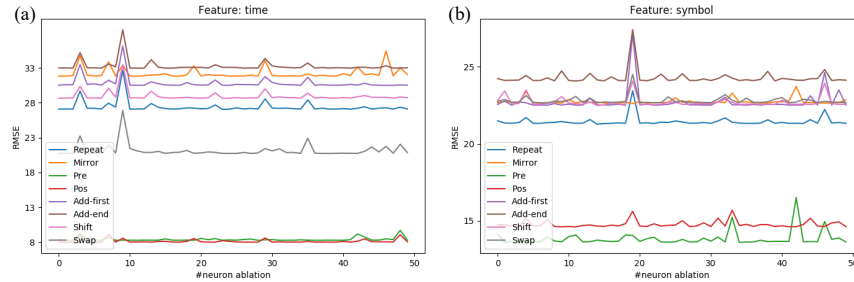 (a)
Feature: time
RMSE
33
28
23
18
13
8
Repeat
Mirror
Pre
Pos
Add-first
Add-end
Shift
Swap
0
10
20
30
40
50
#neuron ablation
(b)
Feature: symbol
RMSE
25
20
15
Repeat
Mirror
Pre
Pos
Add-first
Add_end
Shift
Swap
0
10
20
30
40
50
#neuron ablation